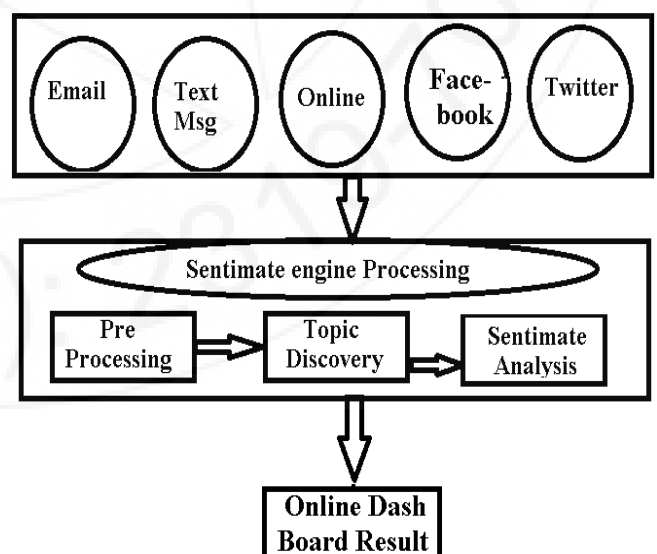 Email
Text
Msg
Online
Face-
book
Twitter
Sentimate engine Processing
Pre
Processing
Topic
Discovery
Sentimate
Analysis
Online Dash
Board Result